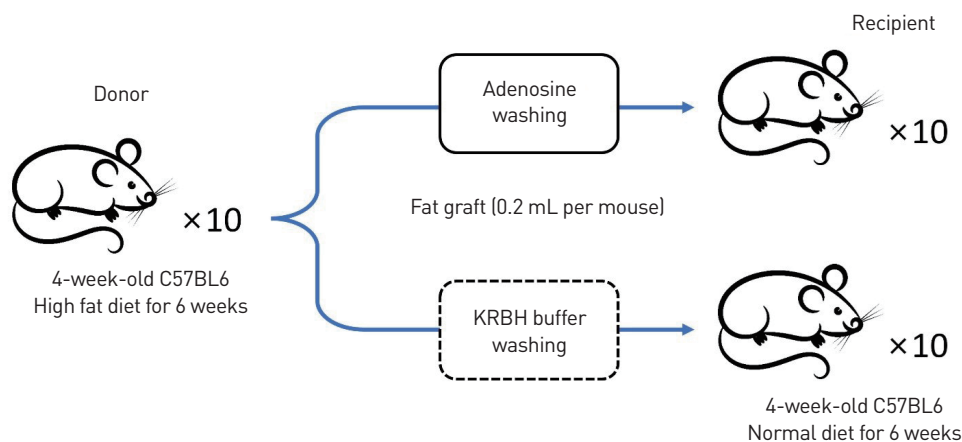 Donor
×10
4-week-old C57BL6
High fat diet for 6 weeks
Adenosine
washing
Fat graft (0.2 mL per mouse)
KRBH buffer
washing
Recipient
×10
×10
4-week-old C57BL6
Normal diet for 6 weeks